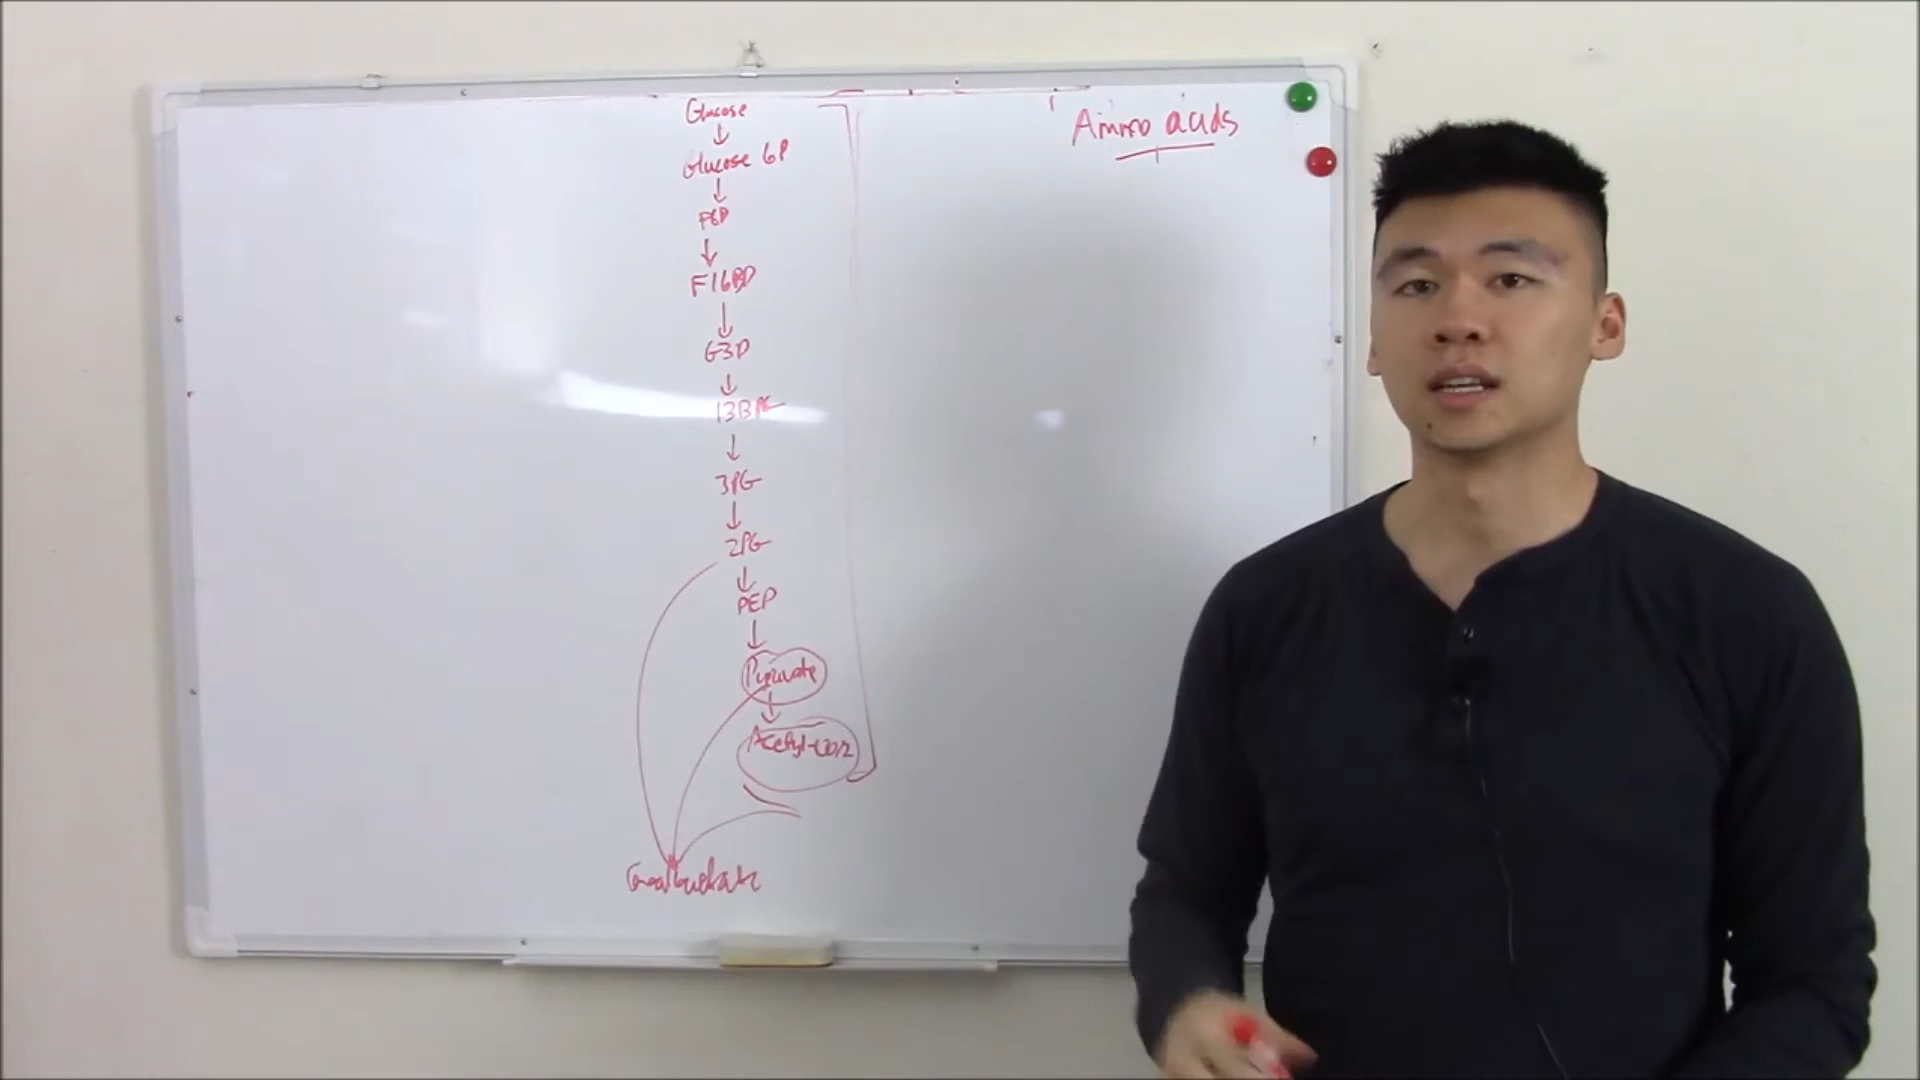 Glucose
Glucose 6P
F6P
F16BP
G3P
13BPG
3PG
2PG
PEP
Pyruvate
Acetyl-COA
Amino acids